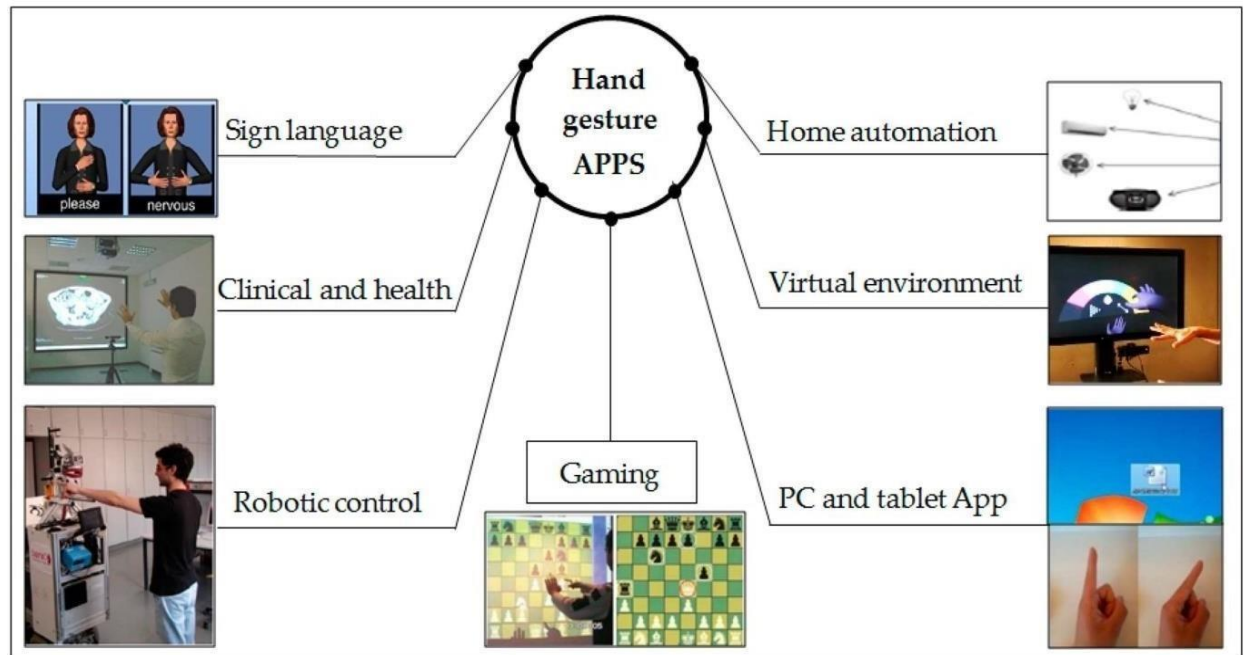 Hand
gesture
APPS
Sign language
please
nervous
Clinical and health
Robotic control
Gaming
Home automation
Virtual environment
PC and tablet App